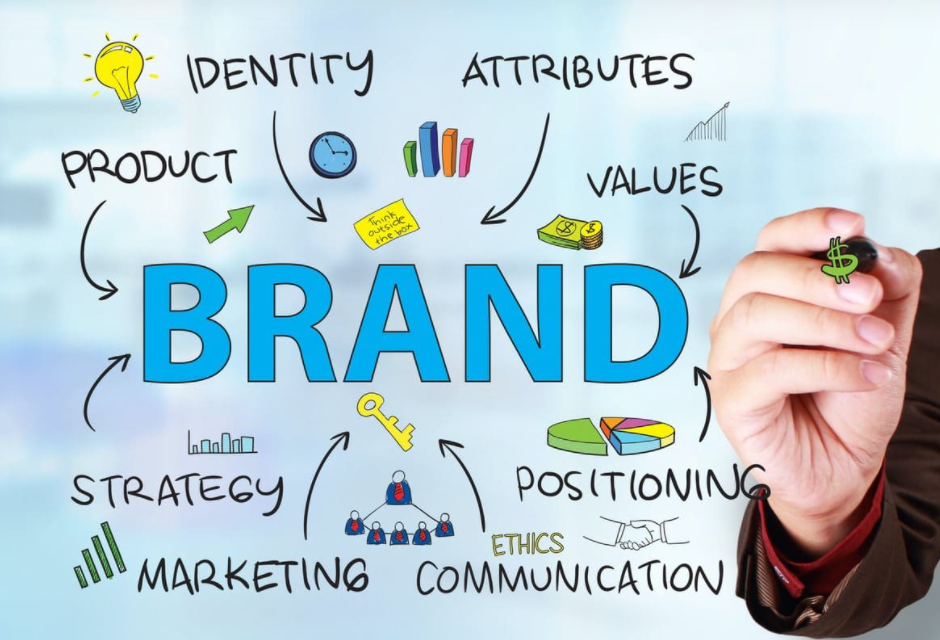 IDENTITY
ATTRIBUTES
PRODUCT
VALUES
Think
outside
the box
$
$
$
BRAND
STRATEGY
POSITIONING
ETHICS
MARKETING
COMMUNICATION